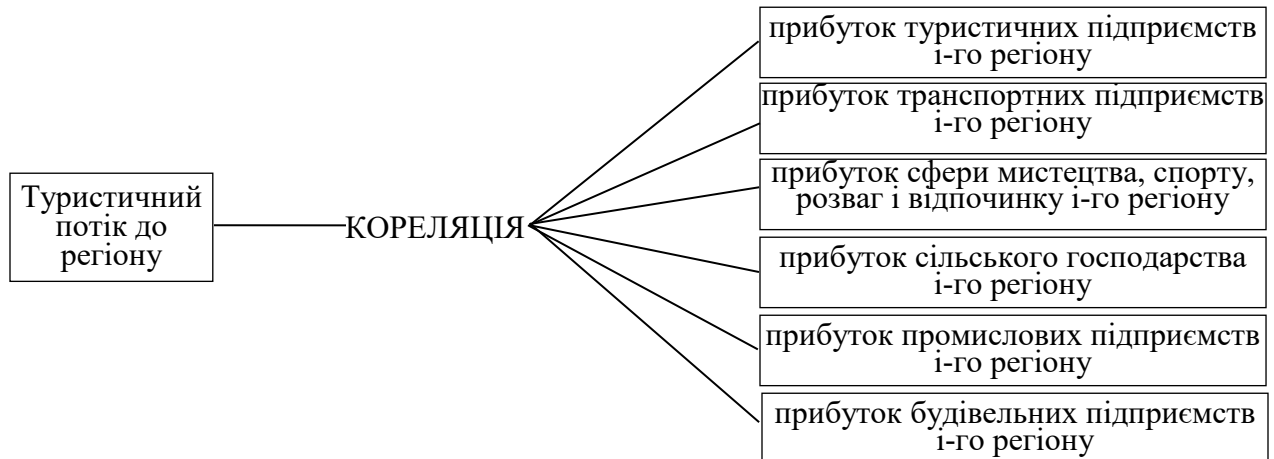 Туристичний
потік до
регіону
КОРЕЛЯЦІЯ
прибуток туристичних підприємств
і-го регіону
прибуток транспортних підприємств
і-го регіону
прибуток сфери мистецтва, спорту,
розваг і відпочинку і-го регіону
прибуток сільського господарства
і-го регіону
прибуток промислових підприємств
і-го регіону
прибуток будівельних підприємств
і-го регіону